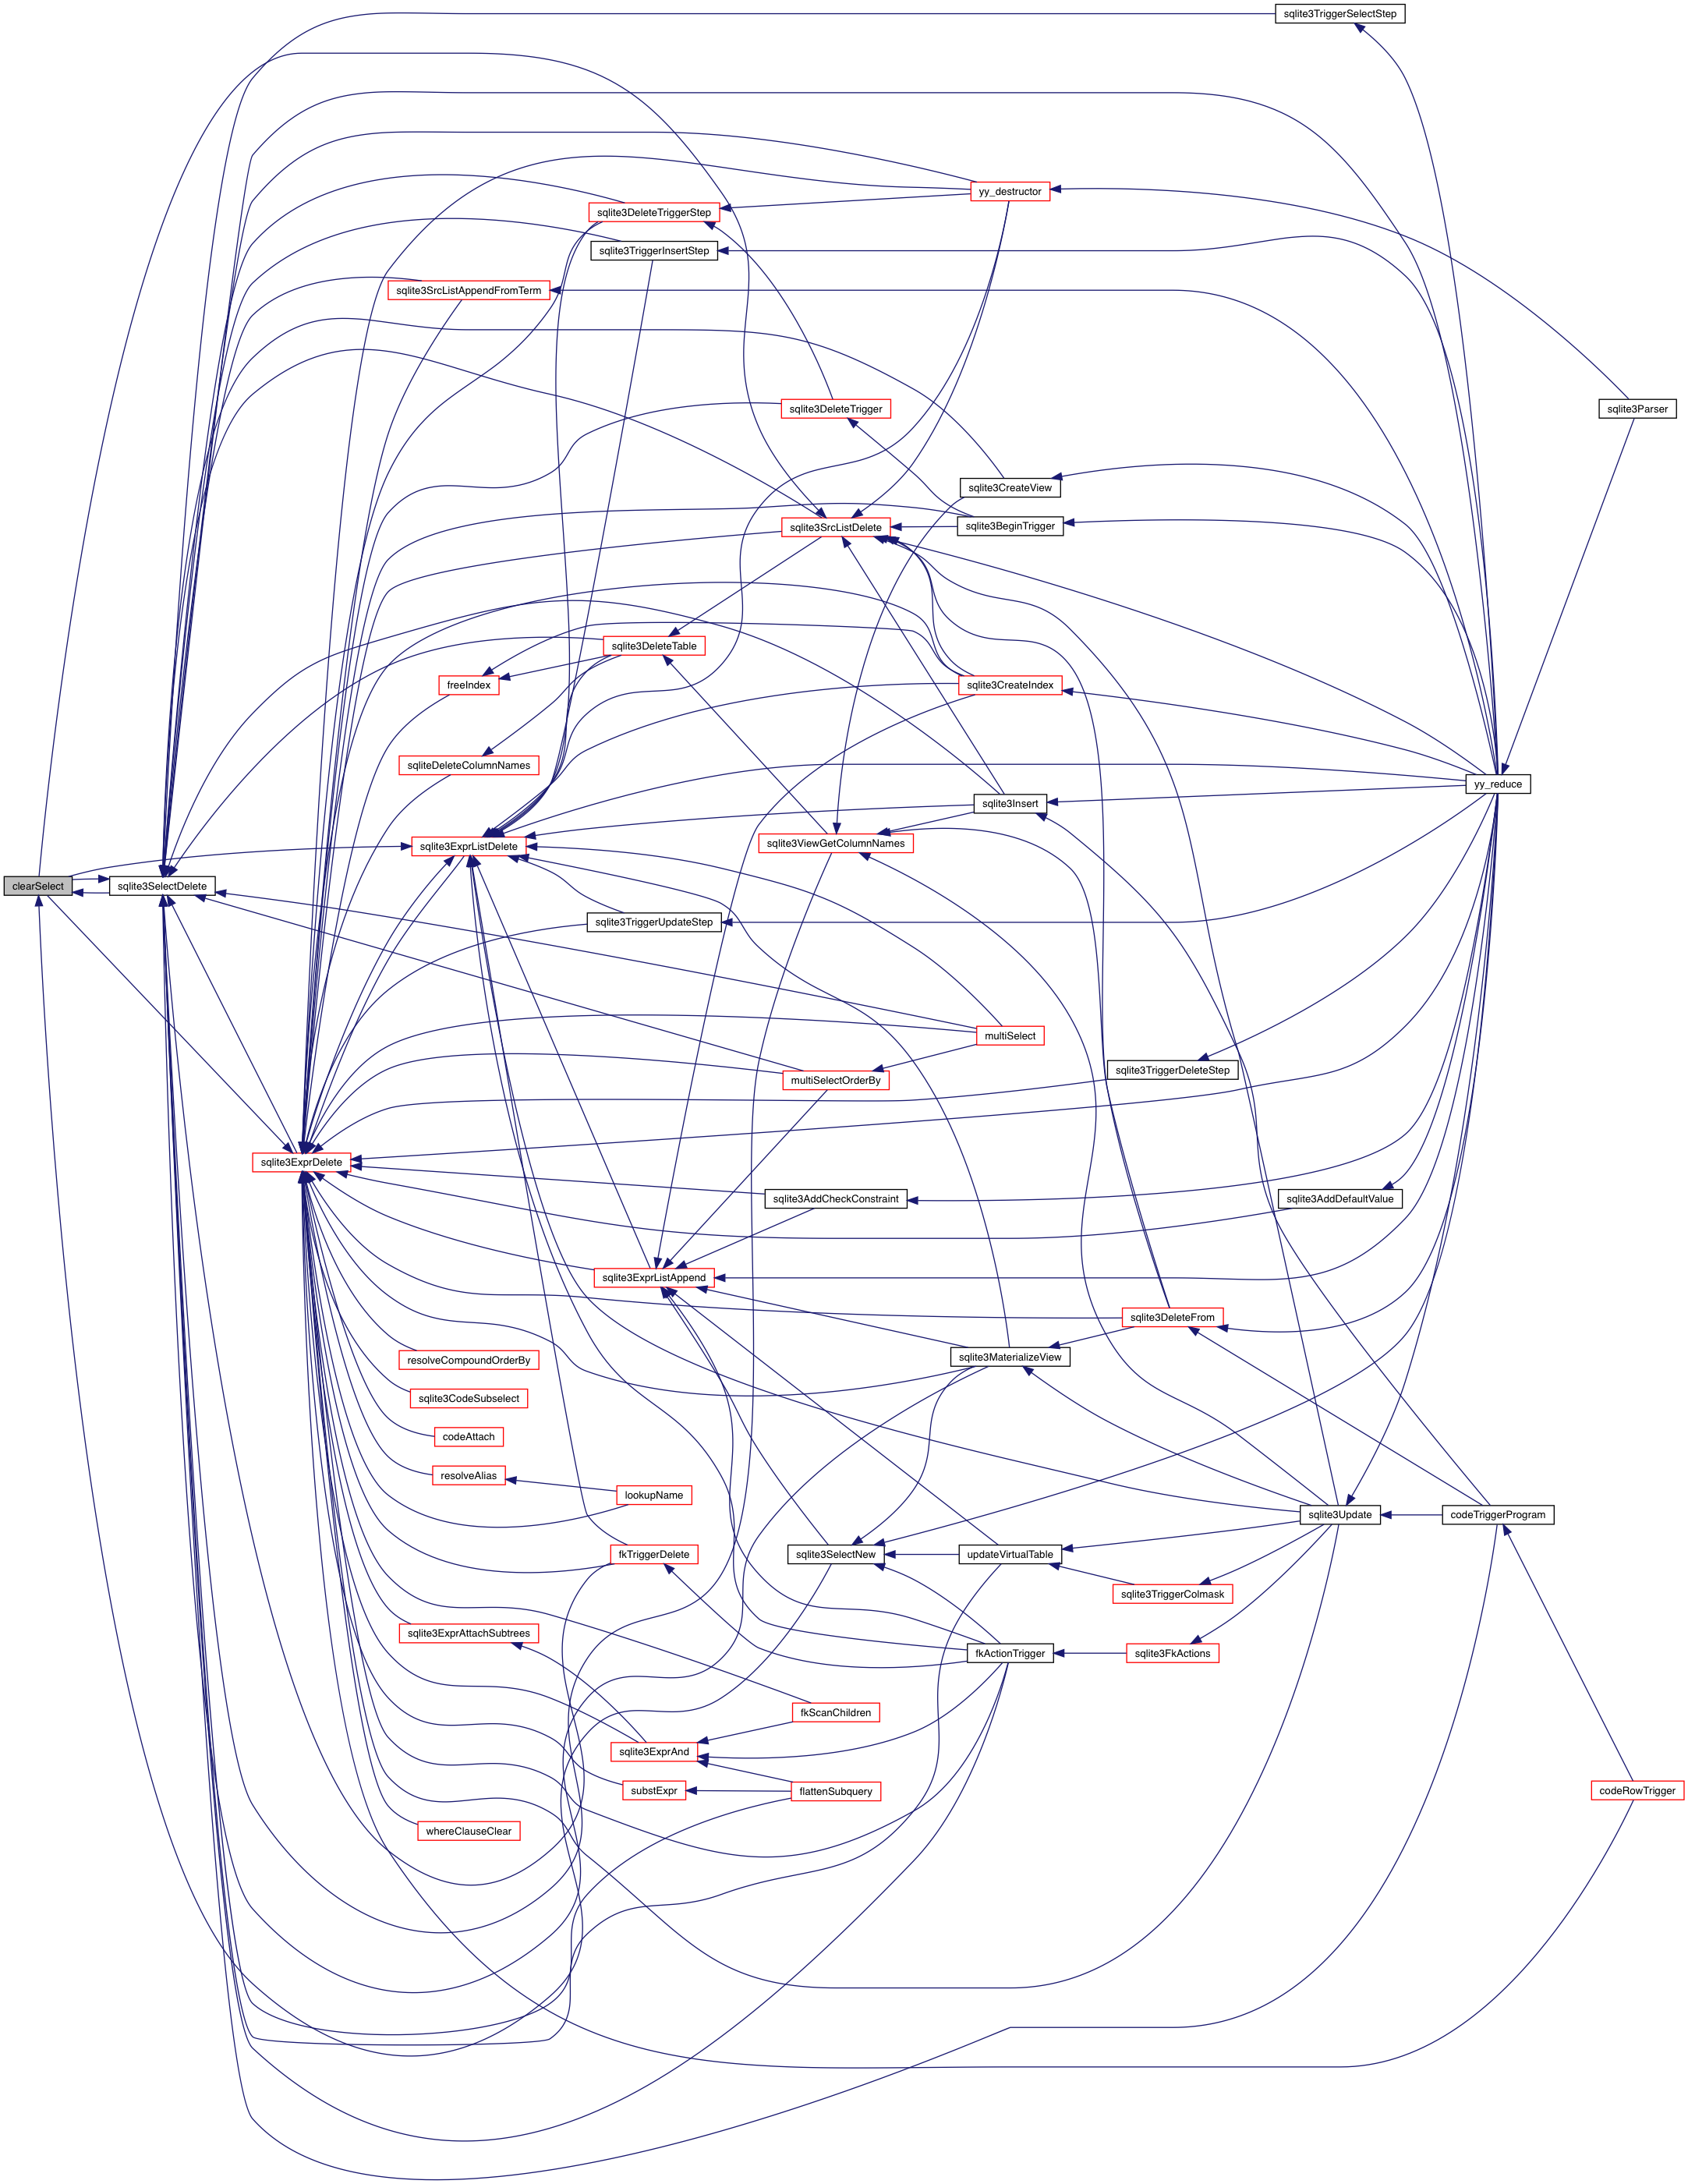 sqlite3TriggerSelectStep
yy_destructor
sqlite3DeleteTriggerStep
sqlite3TriggerInsertStep
sqlite3SrcListAppendFromTerm
sqlite3DeleteTrigger
sqlite3Parser
sqlite3CreateView
sqlite3SrcListDelete
sqlite3BeginTrigger
sqlite3DeleteTable
freeIndex
sqlite3CreateIndex
sqliteDeleteColumnNames
yy_reduce
sqlite3Insert
sqlite3ExprListDelete
sqlite3ViewGetColumnNames
clearSelect
sqlite3SelectDelete
sqlite3TriggerUpdateStep
multiSelect
sqlite3TriggerDeleteStep
multiSelectOrderBy
sqlite3ExprDelete
sqlite3AddCheckConstraint
sqlite3AddDefaultValue
sqlite3ExprListAppend
sqlite3DeleteFrom
resolveCompoundOrderBy
sqlite3MaterializeView
sqlite3CodeSubselect
codeAttach
resolveAlias
lookupName
sqlite3Update
codeTriggerProgram
fkTriggerDelete
sqlite3SelectNew
updateVirtualTable
sqlite3TriggerColmask
sqlite3ExprAttachSubtrees
fkActionTrigger
sqlite3FkActions
fkScanChildren
sqlite3ExprAnd
substExpr
flattenSubquery
codeRowTrigger
whereClauseClear